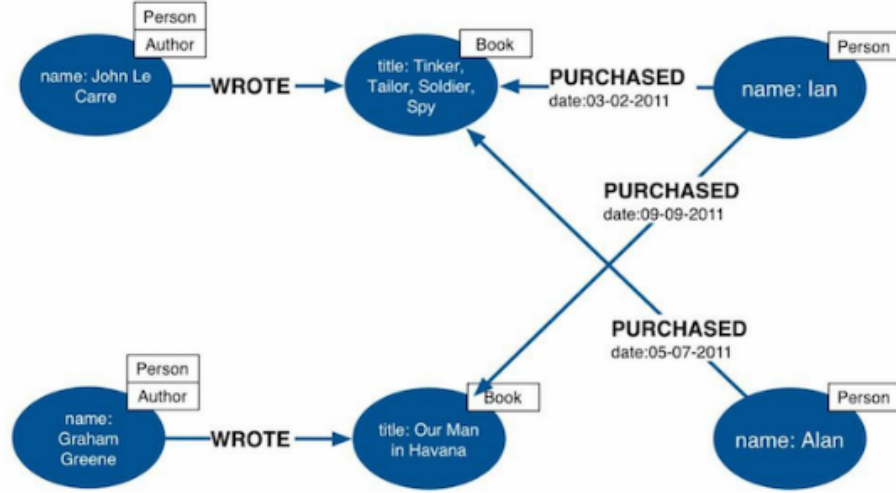 Person
Author
name: John Le
Carre
WROTE
Book
title: Tinker,
Tailor, Soldier,
Spy
PURCHASED
date:03-02-2011
Person
name: Ian
PURCHASED
date:09-09-2011
PURCHASED
date:05-07-2011
Person
Author
name:
Graham
Greene
WROTE
Book
title: Our Man
in Havana
Person
name: Alan